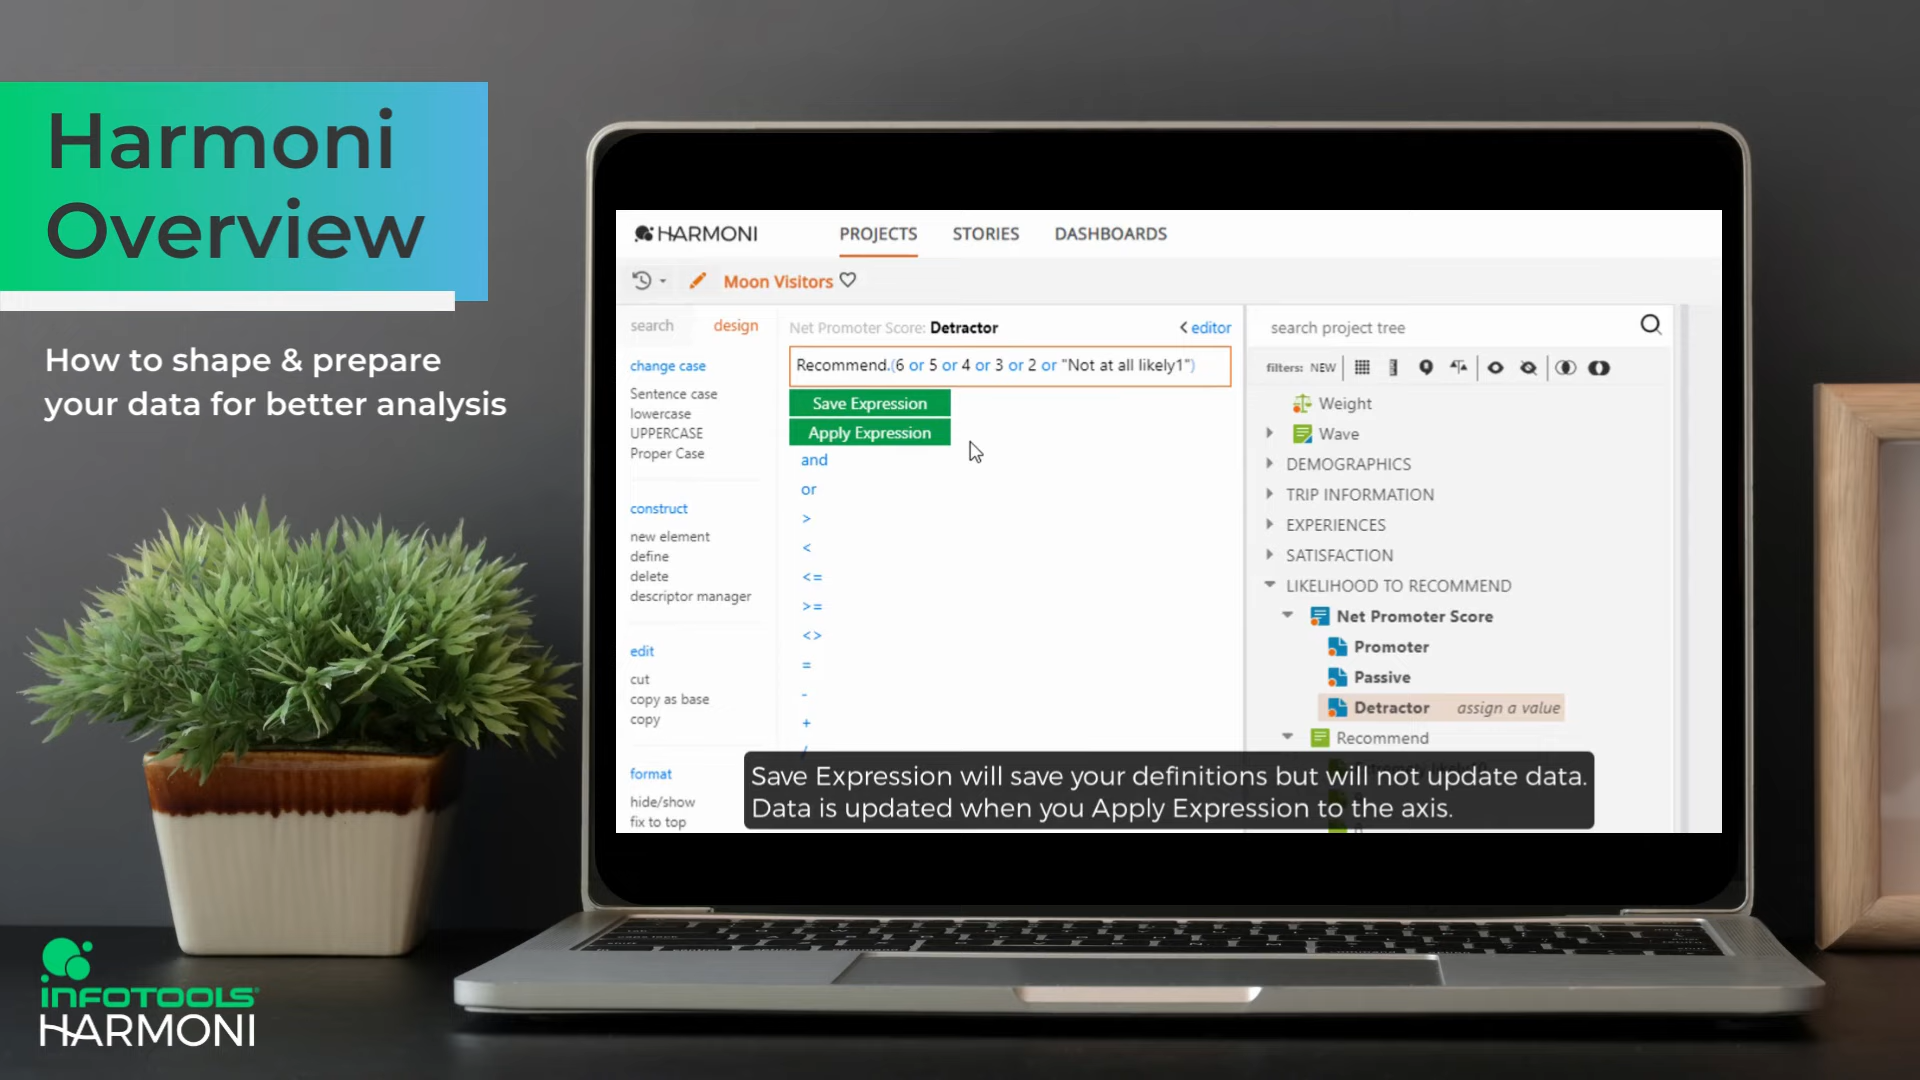 Harmoni
Overview
How to shape & prepare
your data for better analysis
INFOTOOLS®
HARMONI
HARMONI
PROJECTS
STORIES
DASHBOARDS
Moon Visitors
search
design
change case
Sentence case
lowercase
UPPERCASE
Proper Case
construct
new element
define
delete
descriptor manager
edit
cut
copy as base
copy
format
hide/show
fix to top
Net Promoter Score: Detractor
editor
Recommend.(6 or 5 or 4 or 3 or 2 or "Not at all likely1")
Save Expression
Apply Expression
and
or
>
<
<=
>=
<>
=
-
+
/
search project tree
filters: NEW
Weight
Wave
DEMOGRAPHICS
TRIP INFORMATION
EXPERIENCES
SATISFACTION
LIKELIHOOD TO RECOMMEND
Net Promoter Score
Promoter
Passive
Detractor assign a value
Recommend
Save Expression will save your definitions but will not update data.
Data is updated when you Apply Expression to the axis.